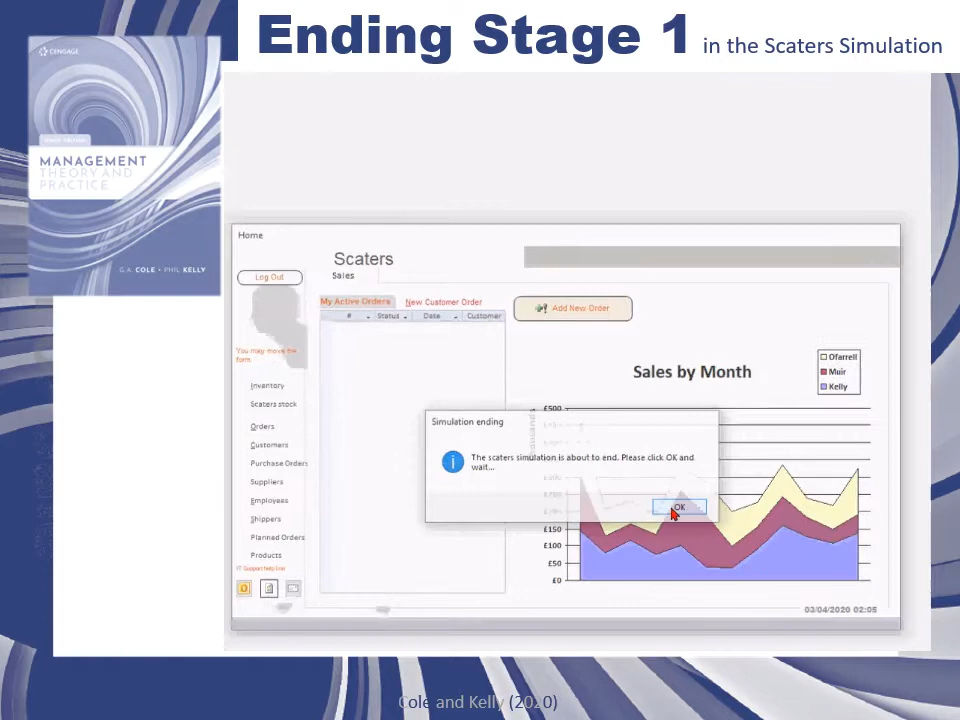 Ending Stage 1 in the Scaters Simulation
CENGAGE
MANAGEMENT
THEORY AND
PRACTICE
G.A. COLE • PHIL KELLY
Home
Scaters
Sales
Log Out
My Active Orders New Customer Order
Add New Order
# Status Date Customer
You may move the
form
Inventory
Scaters stock
Orders
Customers
Purchase Orders
Suppliers
Employees
Shippers
Planned Orders
Products
IT Support help line
Sales by Month
Ofarrell
Muir
Kelly
£500
£150
£100
£50
£0
Simulation ending
The scaters simulation is about to end. Please click OK and
wait...
OK
03/04/2020 02:05
Cole and Kelly (2020)